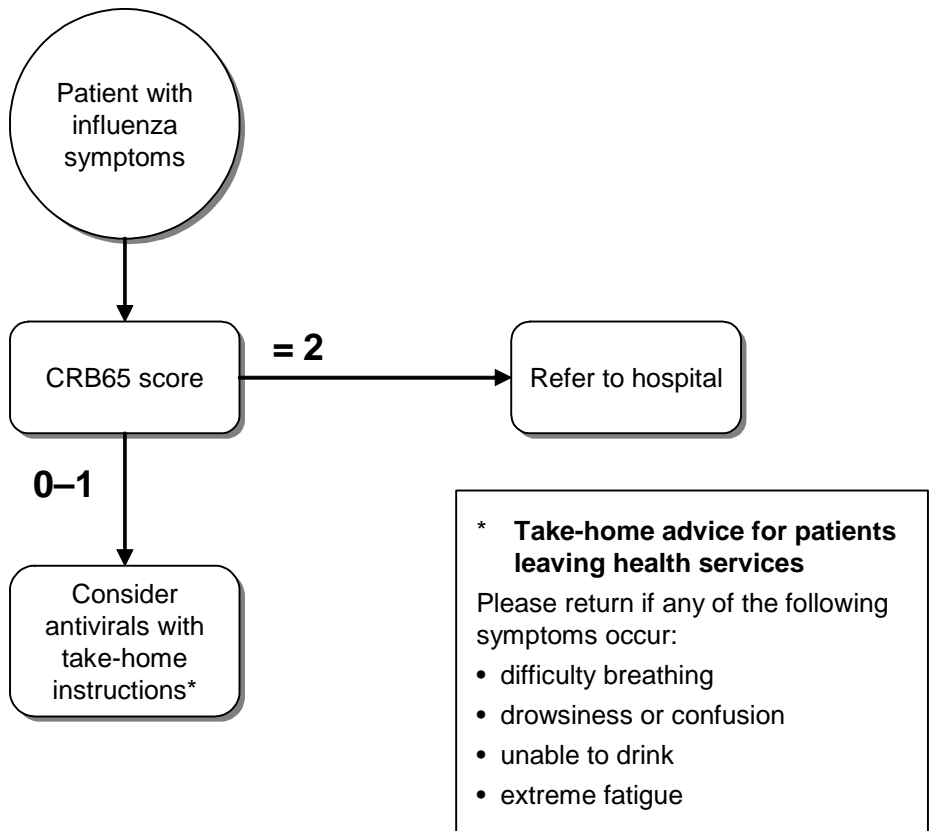 Patient with
influenza
symptoms
CRB65 score
= 2
Refer to hospital
0–1
Consider
antivirals with
take-home
instructions*
* Take-home advice for patients
leaving health services
Please return if any of the following
symptoms occur:
• difficulty breathing
• drowsiness or confusion
• unable to drink
• extreme fatigue